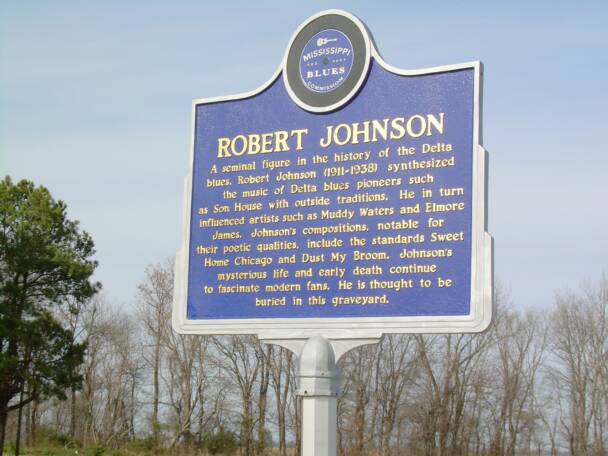 MISSISSIPPI
BLUES
COMMISSION
ROBERT JOHNSON
A seminal figure in the history of the Delta
blues, Robert Johnson (1911-1938) synthesized
the music of Delta blues pioneers such
as Son House with outside traditions. He in turn
influenced artists such as Muddy Waters and Elmore
James. Johnson's compositions, notable for
their poetic qualities, include the standards Sweet
Home Chicago and Dust My Broom. Johnson's
mysterious life and early death continue
to fascinate modern fans. He is thought to be
buried in this graveyard.